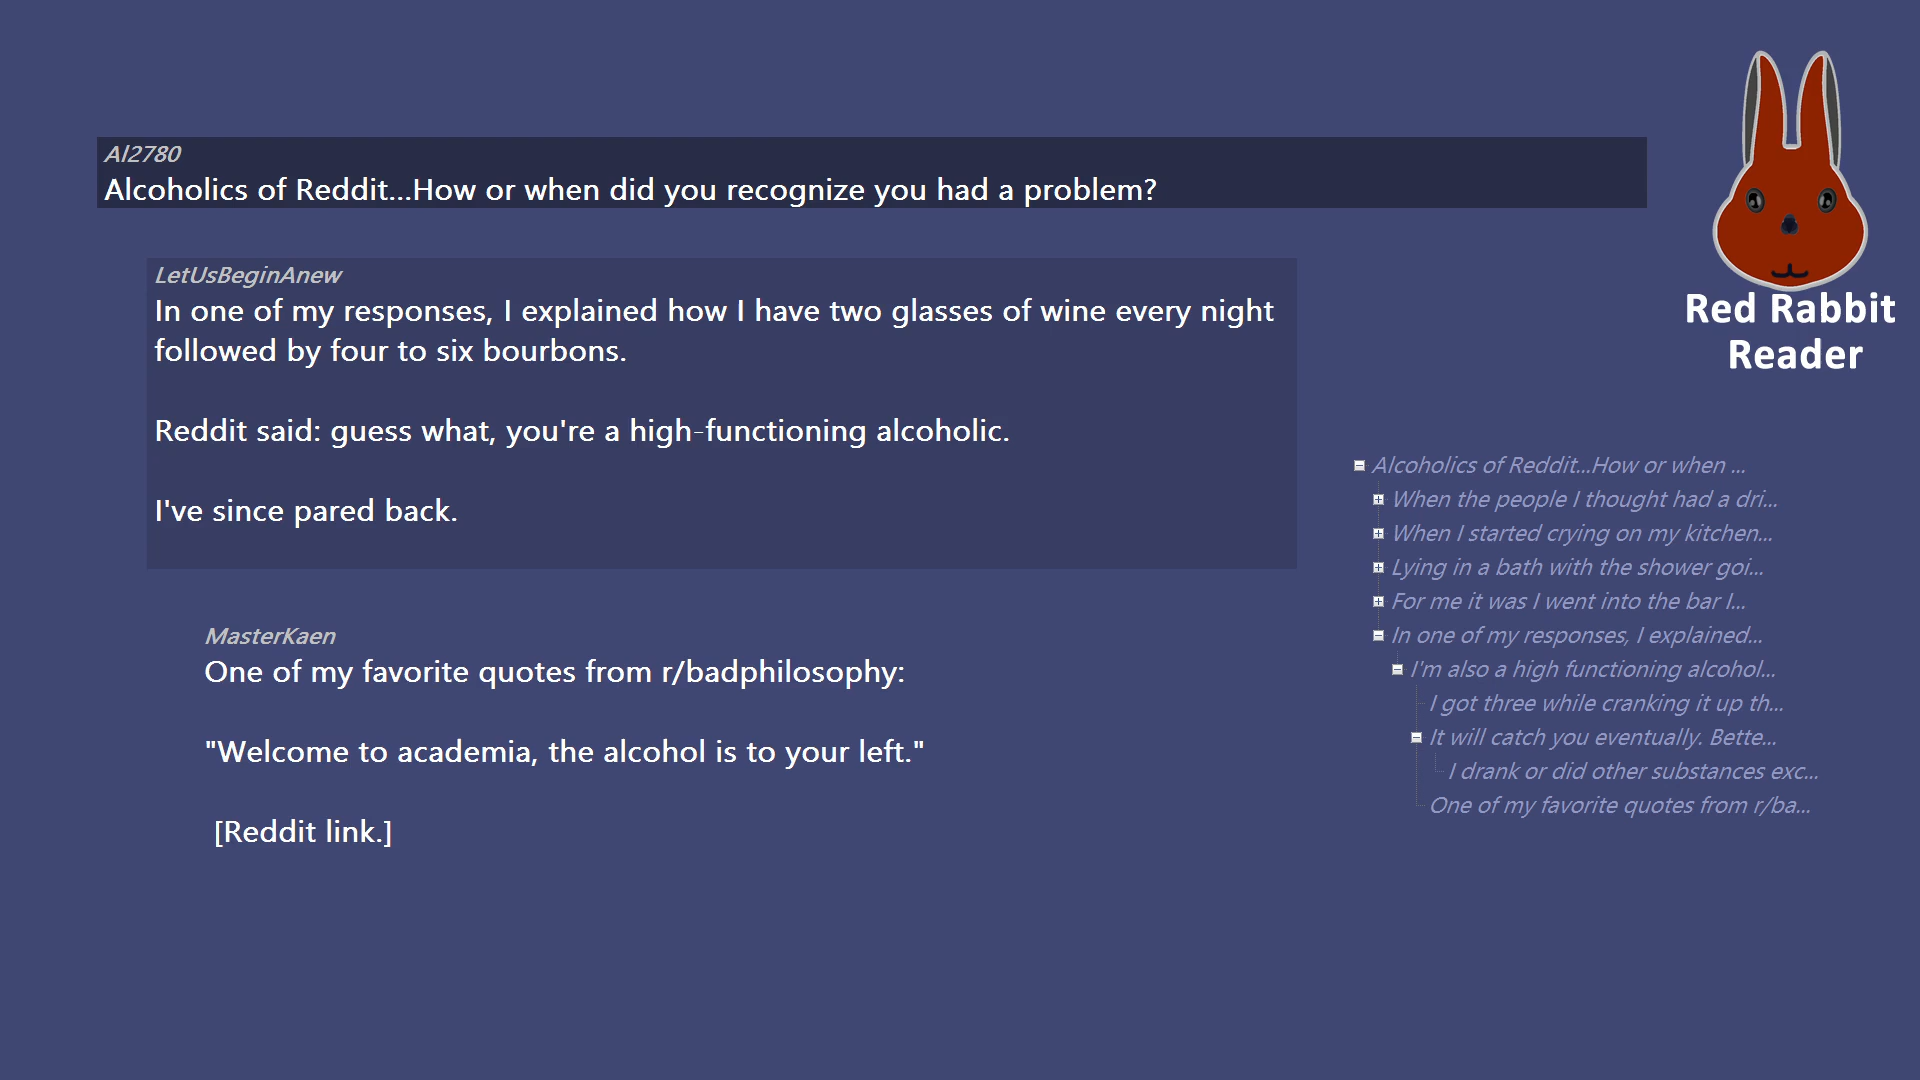 Al2780
Alcoholics of Reddit...How or when did you recognize you had a problem?
LetUsBeginAnew
In one of my responses, I explained how I have two glasses of wine every night
followed by four to six bourbons.
Reddit said: guess what, you're a high-functioning alcoholic.
I've since pared back.
MasterKaen
One of my favorite quotes from r/badphilosophy:
"Welcome to academia, the alcohol is to your left."
[Reddit link.]
Red Rabbit
Reader
Alcoholics of Reddit...How or when ...
When the people I thought had a dri...
When I started crying on my kitchen...
Lying in a bath with the shower goi...
For me it was I went into the bar I...
In one of my responses, I explained...
I'm also a high functioning alcohol...
I got three while cranking it up th...
It will catch you eventually. Bette...
I drank or did other substances exc...
One of my favorite quotes from r/ba...